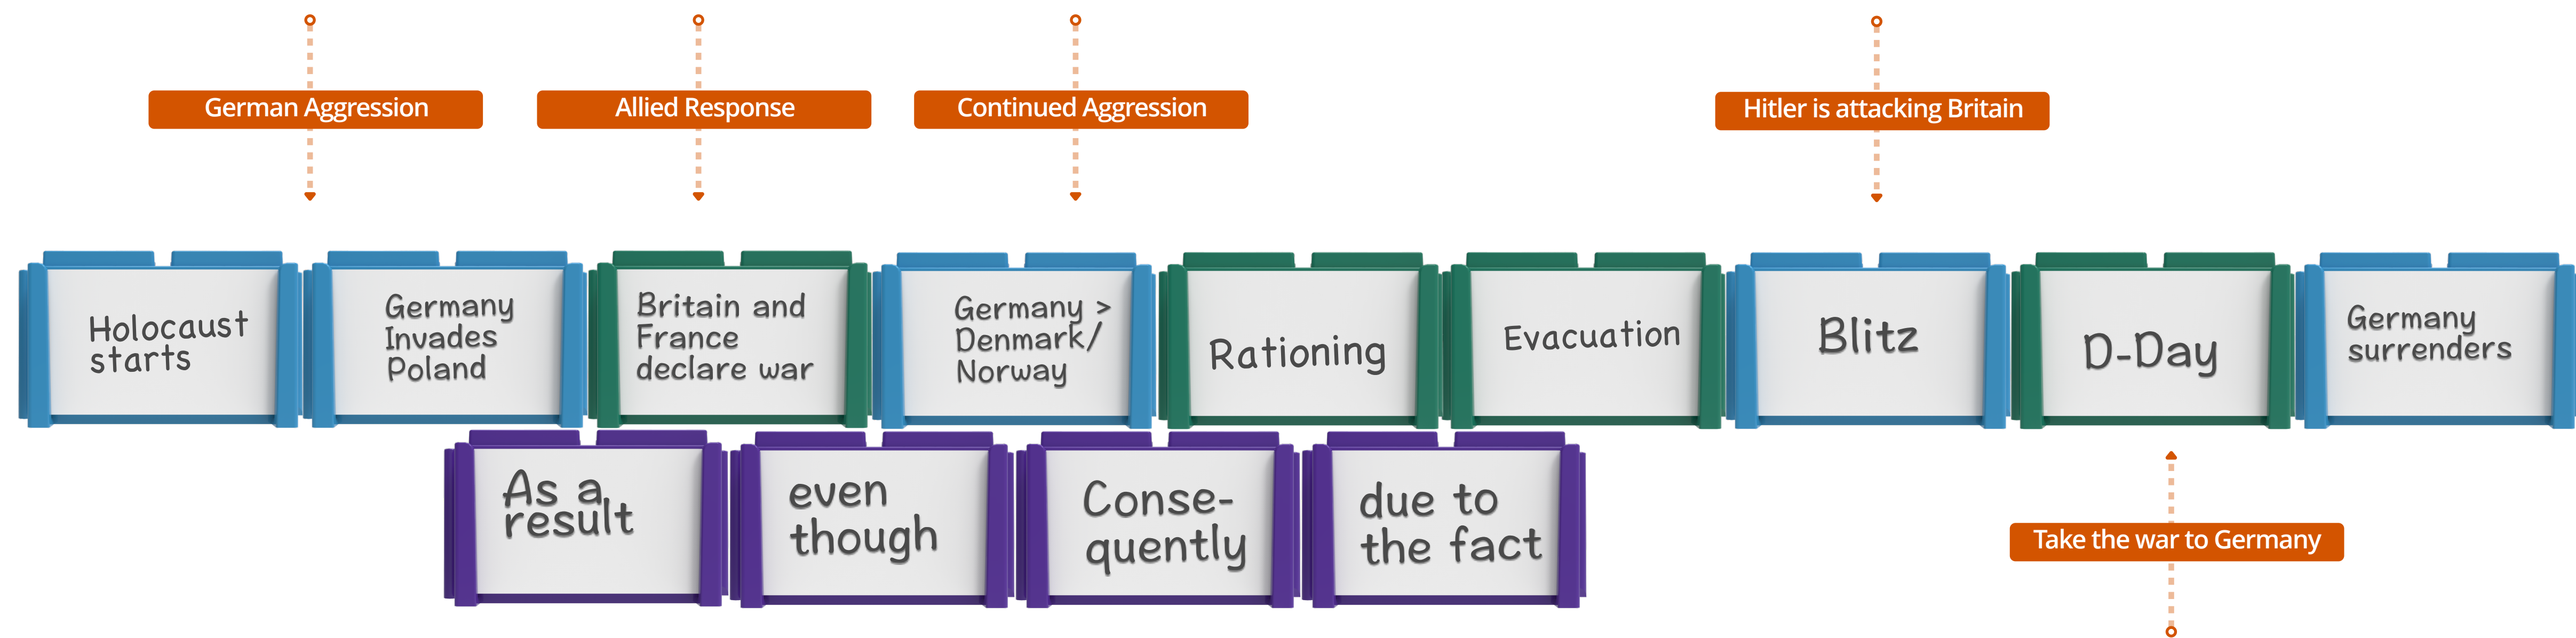 German Aggression
Allied Response
Continued Aggression
Hitler is attacking Britain
Holocaust
starts
Germany
Invades
Poland
Britain and
France
declare war
Germany >
Denmark/
Norway
Rationing
Evacuation
Blitz
D-Day
Germany
surrenders
As a
result
even
though
Conse-
quently
due to
the fact
Take the war to Germany